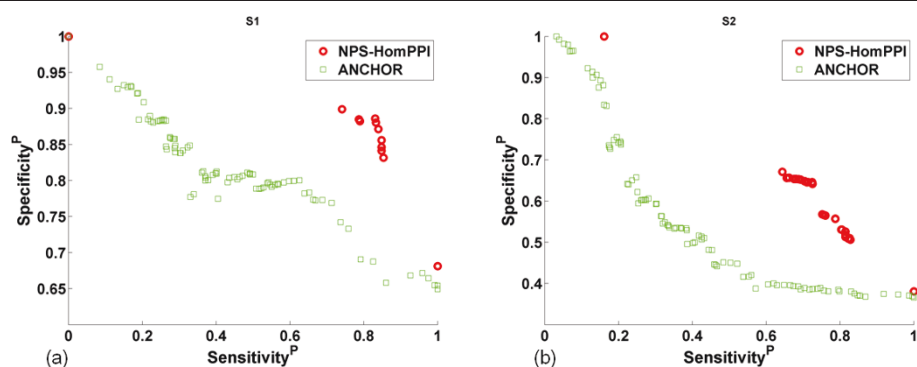 S1
NPS-HomPPI
ANCHOR
1
0.95
0.9
0.85
0.8
0.75
0.7
0.65
Specificity^P
0 0.2 0.4 0.6 0.8 1
(a) Sensitivity^P
S2
NPS-HomPPI
ANCHOR
1
0.9
0.8
0.7
0.6
0.5
0.4
Specificity^P
0 0.2 0.4 0.6 0.8 1
(b) Sensitivity^P